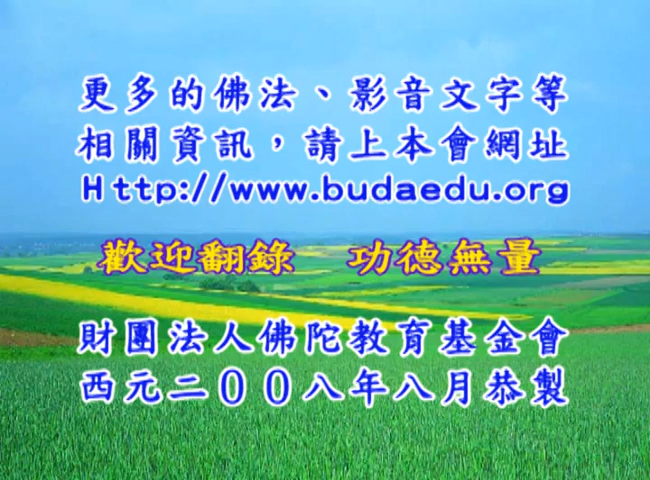 更多的佛法、影音文字等
相關資訊，請上本會網址
Http://www.budaedu.org
歡迎翻錄　功德無量
財團法人佛陀教育基金會
西元二００八年八月恭製